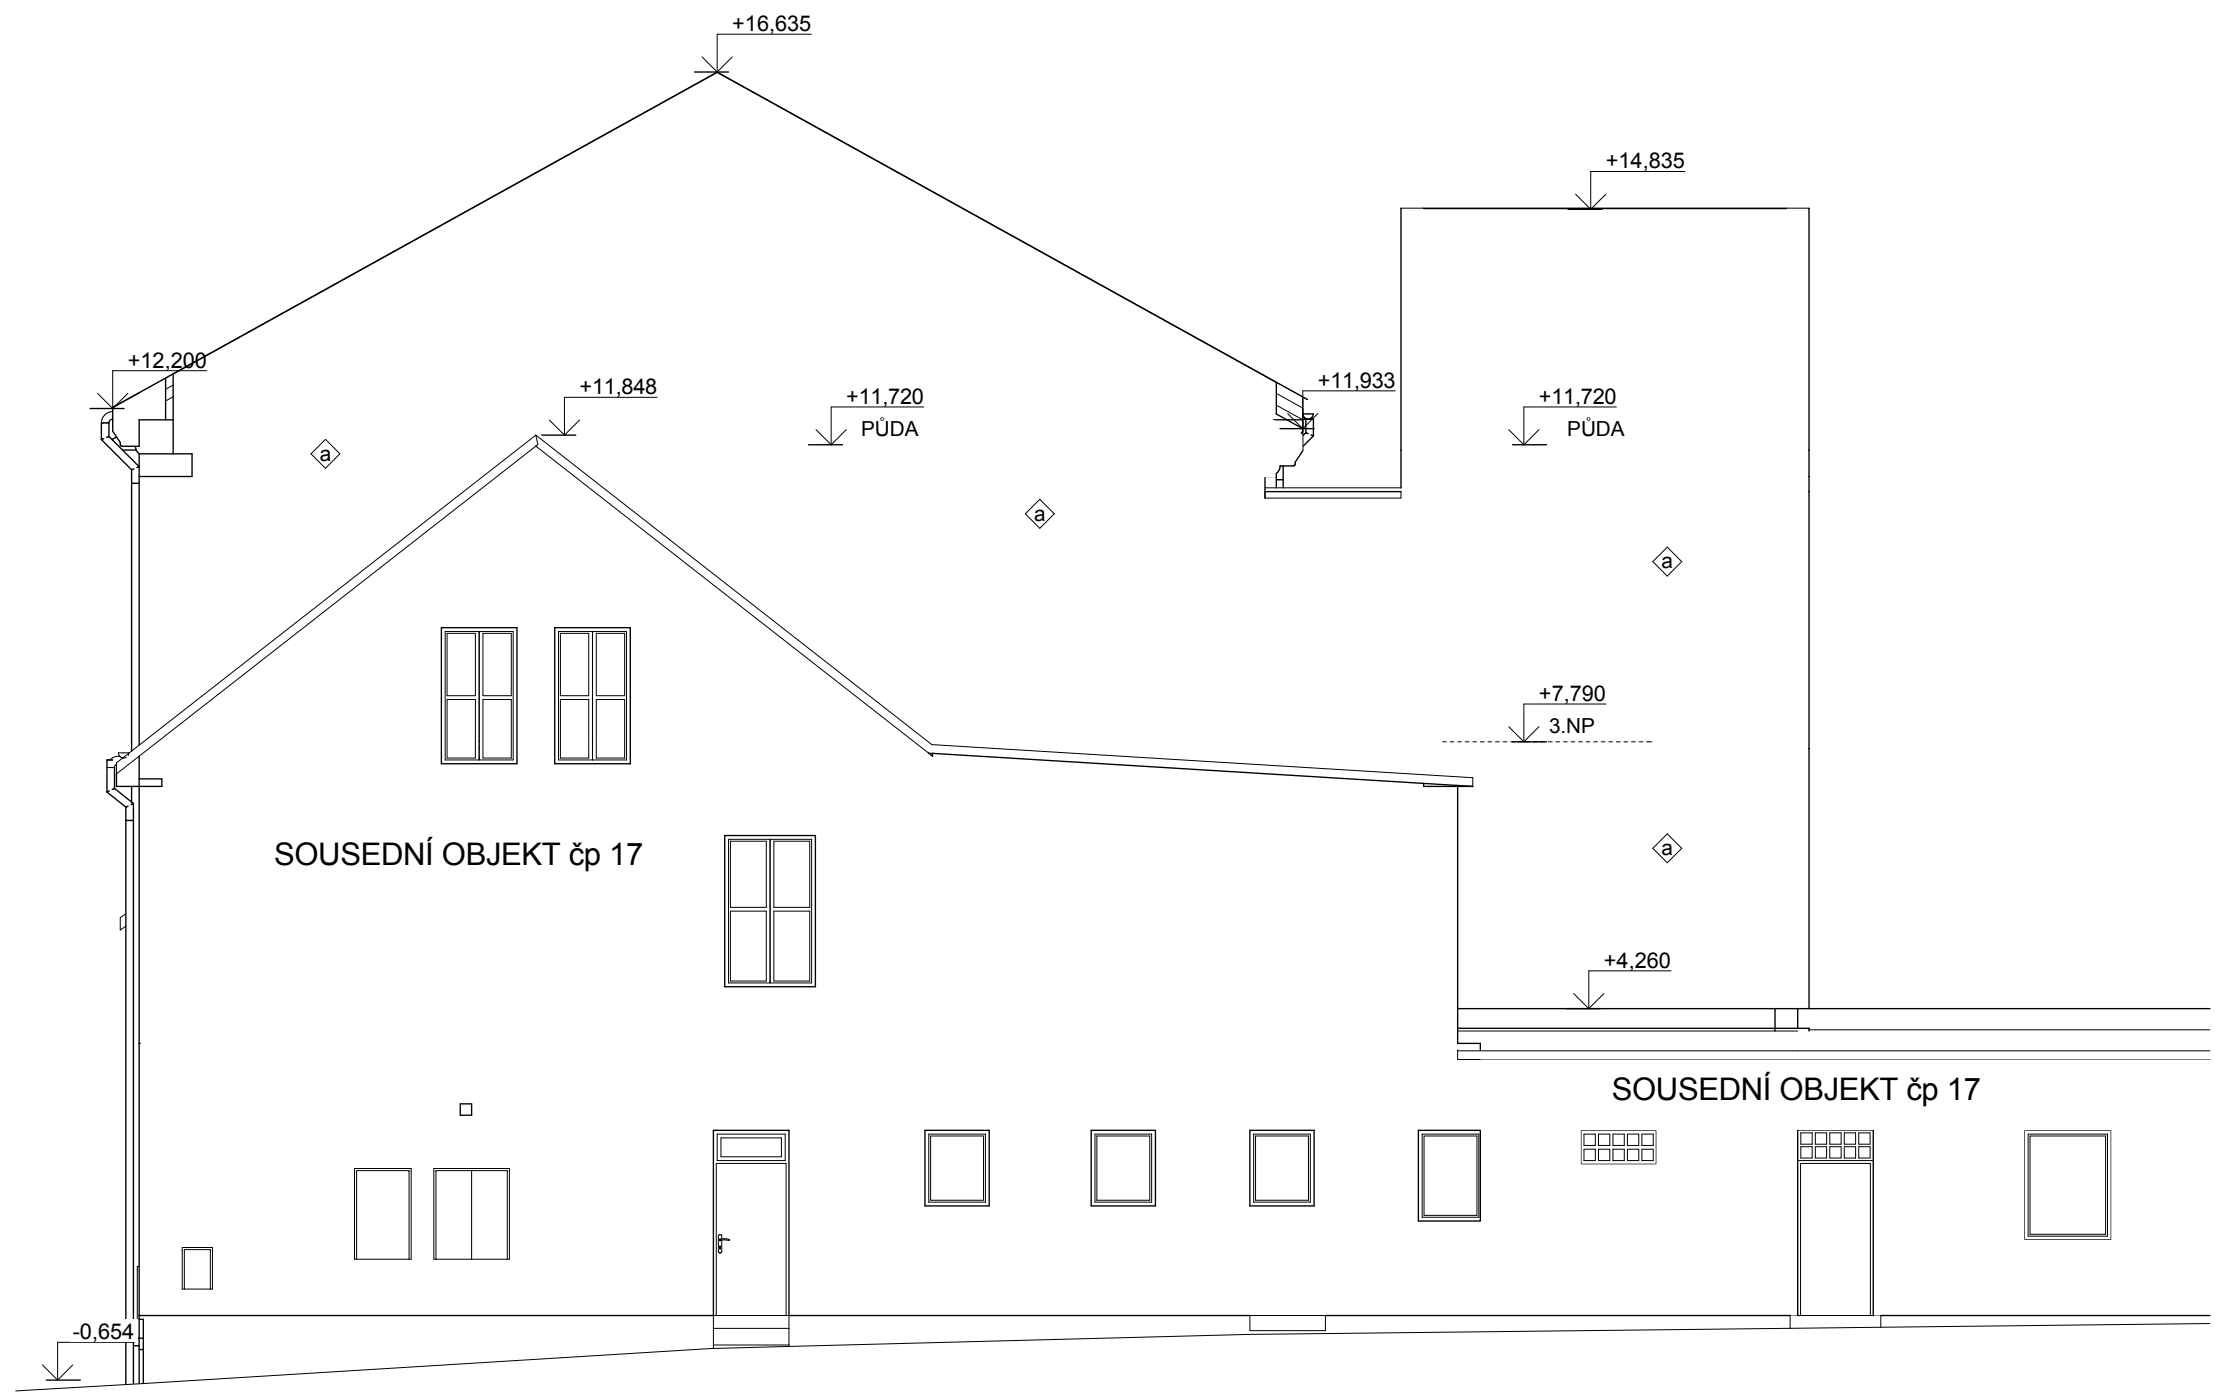 +16,635
+14,835
+12,200
+11,848
+11,720
PŮDA
+11,933
+11,720
PŮDA
a
a
a
+7,790
3.NP
SOUSEDNÍ OBJEKT čp 17
a
+4,260
SOUSEDNÍ OBJEKT čp 17
-0,654